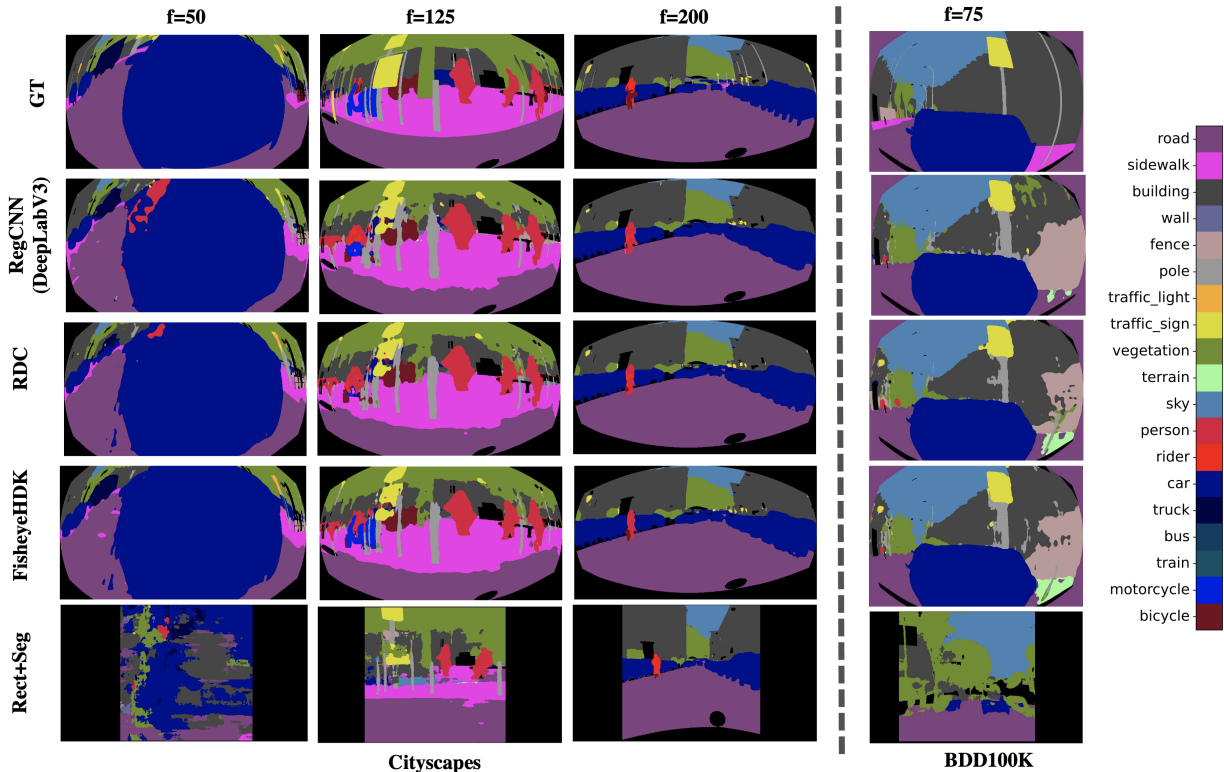 f=50
f=125
f=200
f=75
GT
RegCNN
(DeepLabV3)
RDC
FisheyeHDK
Rect+Seg
road
sidewalk
building
wall
fence
pole
traffic_light
traffic_sign
vegetation
terrain
sky
person
rider
car
truck
bus
train
motorcycle
bicycle
Cityscapes
BDD100K